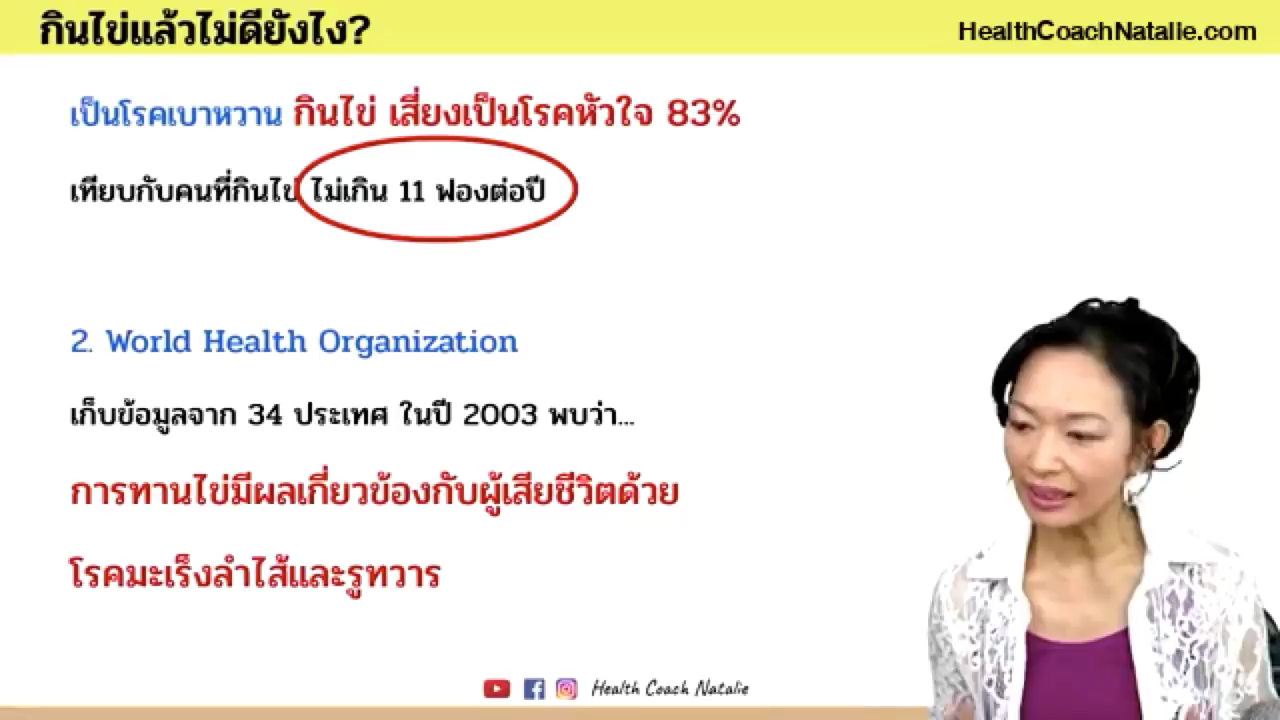 กินไข่แล้วไม่ดียังไง?
HealthCoachNatalie.com
เป็นโรคเบาหวาน กินไข่ เสี่ยงเป็นโรคหัวใจ 83%
เทียบกับคนที่กินไข่ ไม่เกิน 11 ฟองต่อปี
2. World Health Organization
เก็บข้อมูลจาก 34 ประเทศ ในปี 2003 พบว่า...
การทานไข่มีผลเกี่ยวข้องกับผู้เสียชีวิตด้วย
โรคมะเร็งลำไส้และรูทวาร
Health Coach Natalie